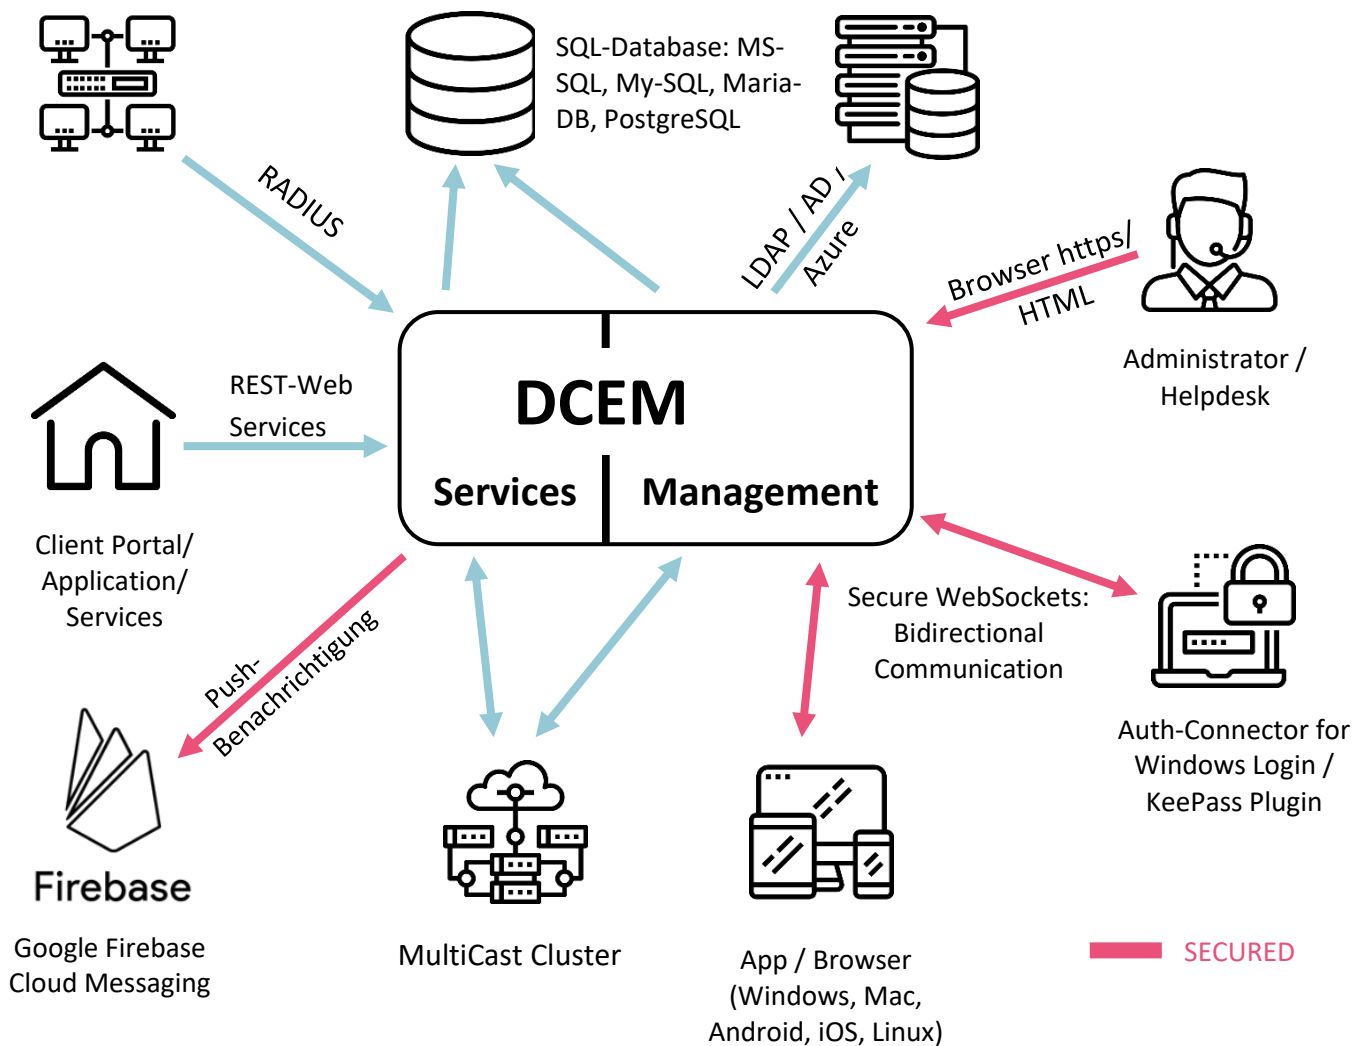 SQL-Database: MS-
SQL, My-SQL, Maria-
DB, PostgreSQL
RADIUS
LDAP / AD /
Azure
Browser https/
HTML
Administrator /
Helpdesk
REST-Web
Services
DCEM
Services
Management
Client Portal/
Application/
Services
Push-
Benachrichtigung
Secure WebSockets:
Bidirectional
Communication
Auth-Connector for
Windows Login /
KeePass Plugin
Firebase
Google Firebase
Cloud Messaging
MultiCast Cluster
App / Browser
(Windows, Mac,
Android, iOS, Linux)
SECURED